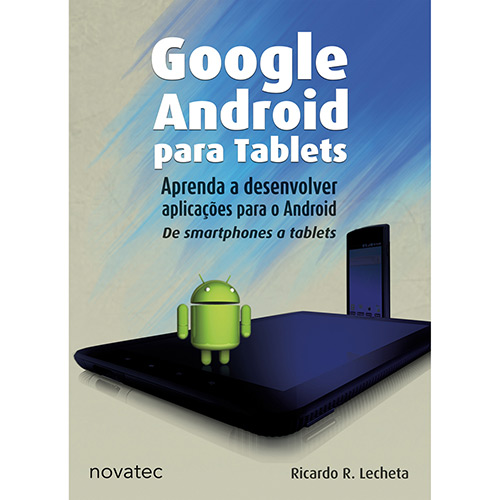 Google
Android
para Tablets
Aprenda a desenvolver
aplicações para o Android
De smartphones a tablets
novatec
Ricardo R. Lecheta